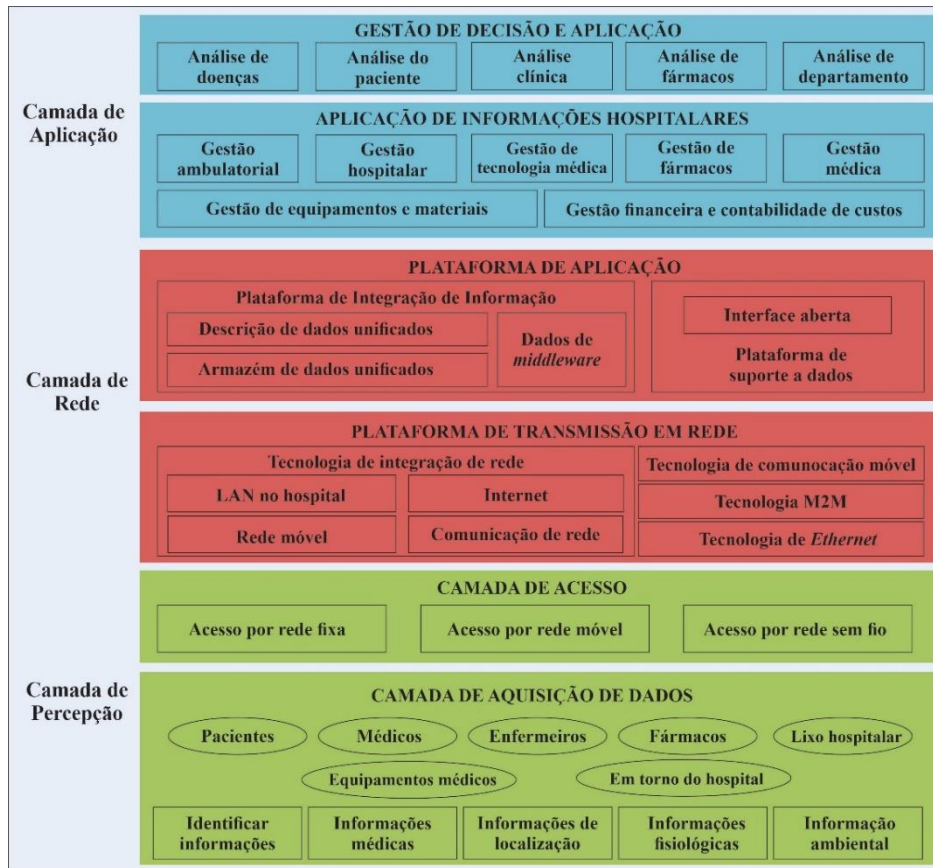 Camada de
Aplicação
GESTÃO DE DECISÃO E APLICAÇÃO
Análise de
doenças
Análise do
paciente
Análise
clínica
Análise de
fármacos
Análise de
departamento
APLICAÇÃO DE INFORMAÇÕES HOSPITALARES
Gestão
ambulatorial
Gestão
hospitalar
Gestão de
tecnologia médica
Gestão de
fármacos
Gestão
médica
Gestão de equipamentos e materiais
Gestão financeira e contabilidade de custos
Camada de
Rede
PLATAFORMA DE APLICAÇÃO
Plataforma de Integração de Informação
Descrição de dados unificados
Armazém de dados unificados
Dados de
middleware
Interface aberta
Plataforma de
suporte a dados
PLATAFORMA DE TRANSMISSÃO EM REDE
Tecnologia de integração de rede
LAN no hospital
Internet
Rede móvel
Comunicação de rede
Tecnologia de comunocação móvel
Tecnologia M2M
Tecnologia de Ethernet
Camada de
Percepção
CAMADA DE ACESSO
Acesso por rede fixa
Acesso por rede móvel
Acesso por rede sem fio
CAMADA DE AQUISIÇÃO DE DADOS
Pacientes
Médicos
Enfermeiros
Fármacos
Lixo hospitalar
Equipamentos médicos
Em torno do hospital
Identificar
informações
Informações
médicas
Informações de
localização
Informações
fisiológicas
Informação
ambiental